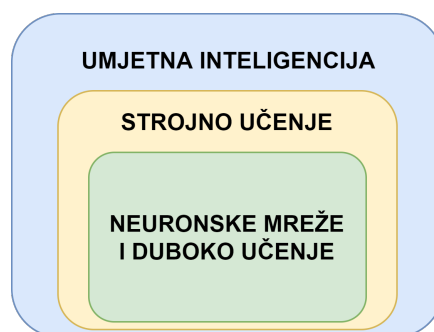 UMJETNA INTELIGENCIJA
STROJNO UČENJE
NEURONSKE MREŽE
I DUBOKO UČENJE